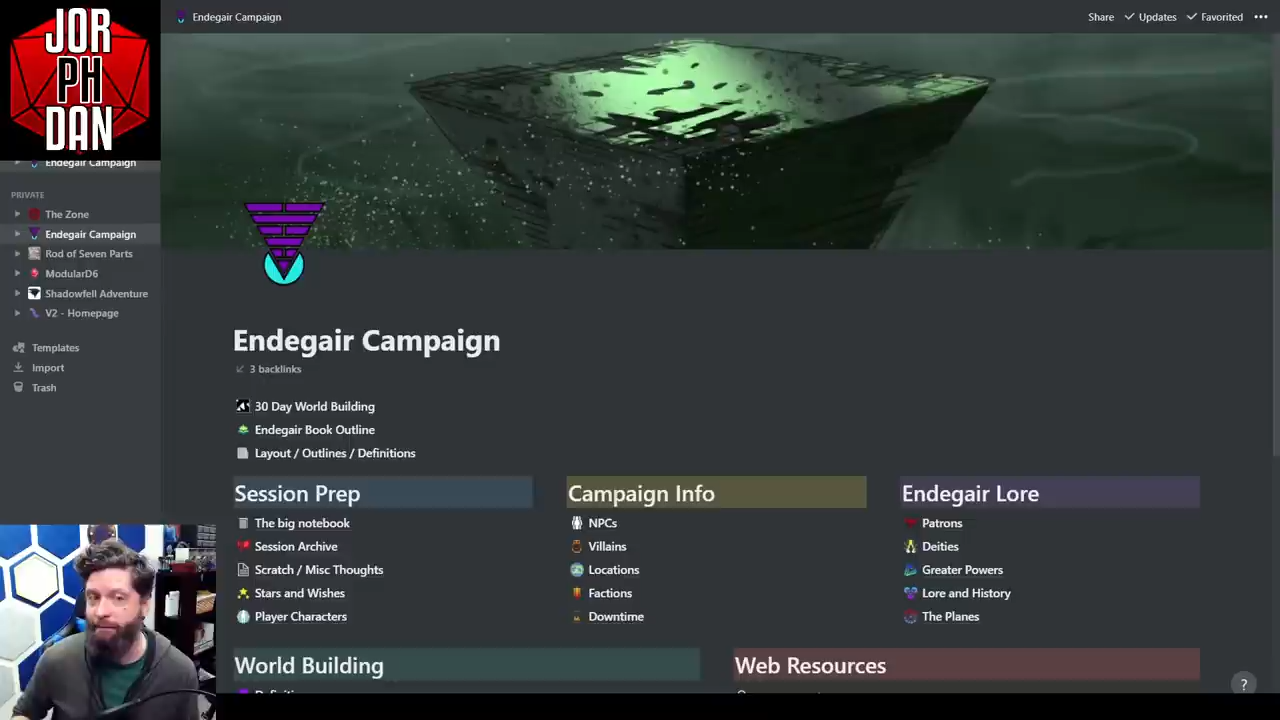 JOR
PH
DAN
Endegair Campaign
Share
Updates
Favorited
Endegair Campaign
PRIVATE
The Zone
Endegair Campaign
Rod of Seven Parts
ModularD6
Shadowfell Adventure
V2 - Homepage
Templates
Import
Trash
Endegair Campaign
3 backlinks
30 Day World Building
Endegair Book Outline
Layout / Outlines / Definitions
Session Prep
The big notebook
Session Archive
Scratch / Misc Thoughts
Stars and Wishes
Player Characters
Campaign Info
NPCs
Villains
Locations
Factions
Downtime
Endegair Lore
Patrons
Deities
Greater Powers
Lore and History
The Planes
World Building
Web Resources
?